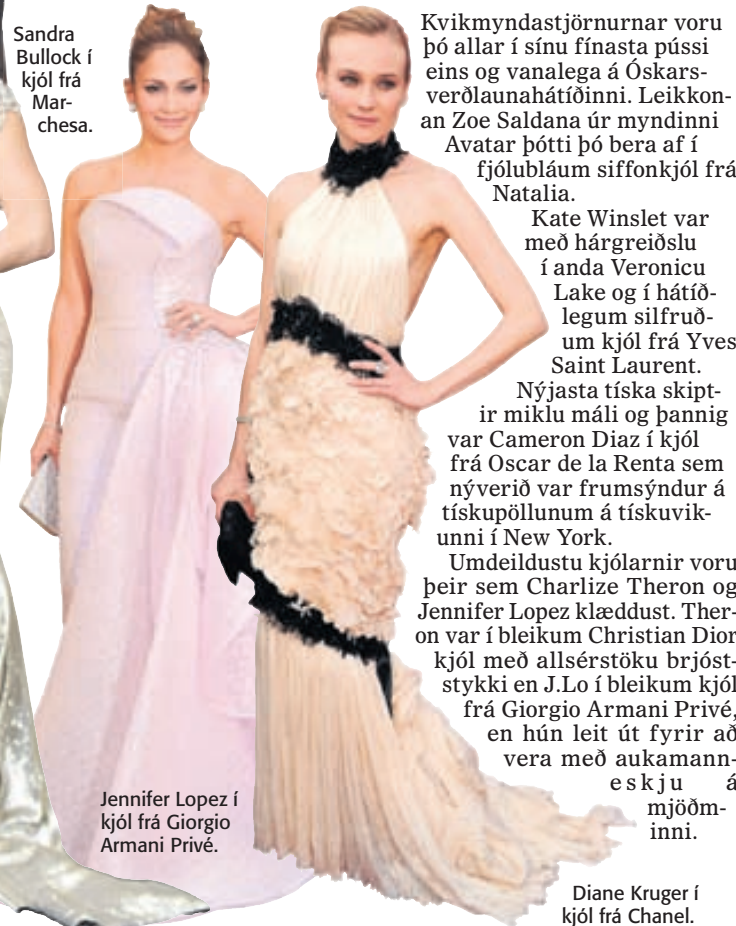 Sandra
Bullock í
kjól frá
Mar-
chesa.
Kvikmyndastjörnurnar voru
þó allar í sínu fínasta pússi
eins og vanalega á Óskars-
verðlaunahátíðinni. Leikkon-
an Zoe Saldana úr myndinni
Avatar þótti þó bera af í
fjólubláum siffonkjól frá
Natalia.
Kate Winslet var
með hárgreiðslu
í anda Veronicu
Lake og í hátíð-
legum silfruð-
um kjól frá Yves
Saint Laurent.
Nýjasta tíska skipt-
ir miklu máli og þannig
var Cameron Diaz í kjól
frá Oscar de la Renta sem
nýverið var frumsýndur á
tískupöllunum á tískuvik-
unni í New York.
Umdeildustu kjólarnir voru
þeir sem Charlize Theron og
Jennifer Lopez klæddust. Ther-
on var í bleikum Christian Dior
kjól með allsérstöku brjóst-
stykki en J.Lo í bleikum kjól
frá Giorgio Armani Privé,
en hún leit út fyrir að
vera með aukamann-
eskju á
mjöðm-
inni.
Jennifer Lopez í
kjól frá Giorgio
Armani Privé.
Diane Kruger í
kjól frá Chanel.